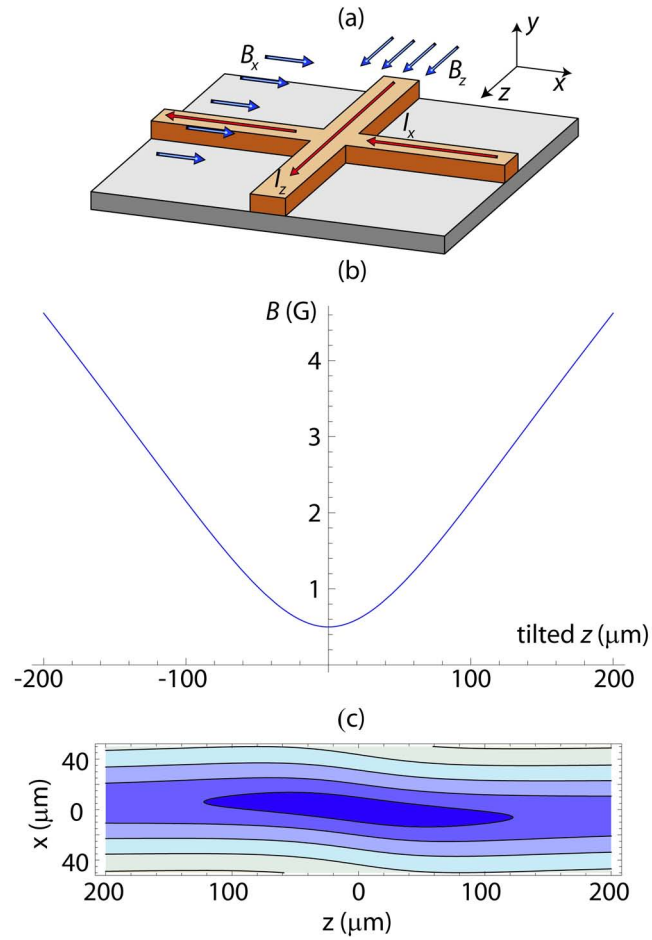 (a)
y
B_x
B_z
z
x
I_x
I_z
(b)
B (G)
4
3
2
1
tilted z (μm)
-200
-100
100
200
(c)
40
0
40
x (μm)
200
100
0
100
200
z (μm)